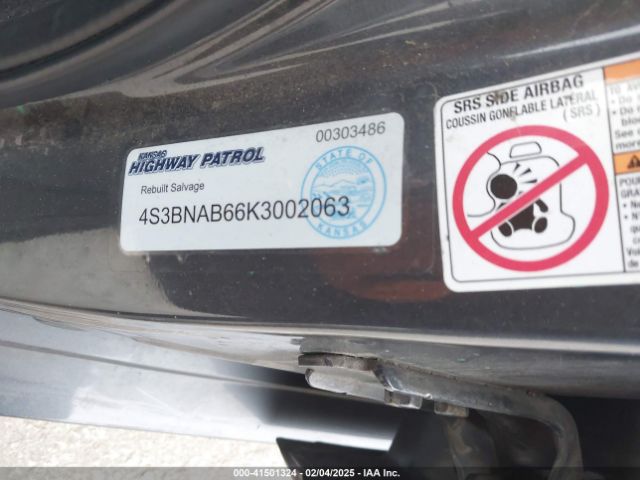 00303486
KANSAS
HIGHWAY PATROL
Rebuilt Salvage
4S3BNAB66K3002063
STATE OF
KANSAS
SRS SIDE AIRBAG
COUSSIN GONFLABLE LATERAL
(SRS)
000-41501324 | 02/04/2025 - IAA Inc.